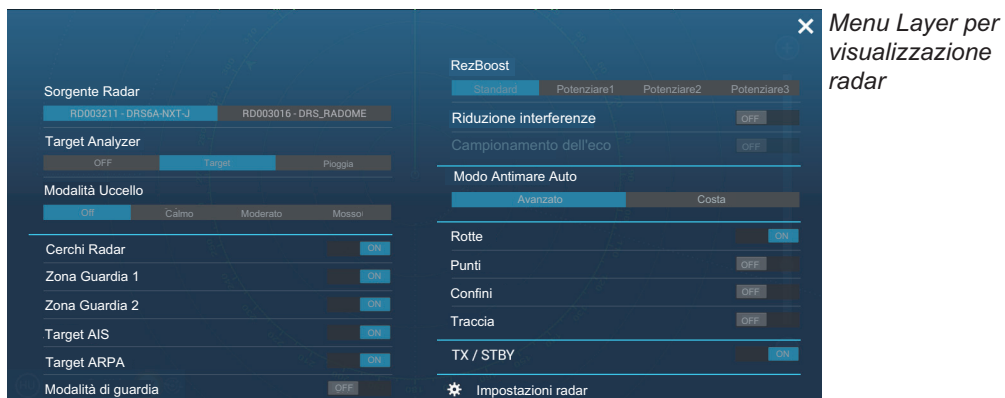 Menu Layer per
visualizzazione
radar
Sorgente Radar
RD003211 - DRS6A-NXT-J RD003016 - DRS_RADOME
Target Analyzer
OFF Target Pioggia
Modalità Uccello
Off Calmo Moderato Mosso
Cerchi Radar ON
Zona Guardia 1 ON
Zona Guardia 2 ON
Target AIS ON
Target ARPA ON
Modalità di guardia OFF
RezBoost
Standard Potenziare1 Potenziare2 Potenziare3
Riduzione interferenze OFF
Campionamento dell'eco OFF
Modo Antimare Auto
Avanzato Costa
Rotte ON
Punti OFF
Confini OFF
Traccia OFF
TX / STBY ON
Impostazioni radar